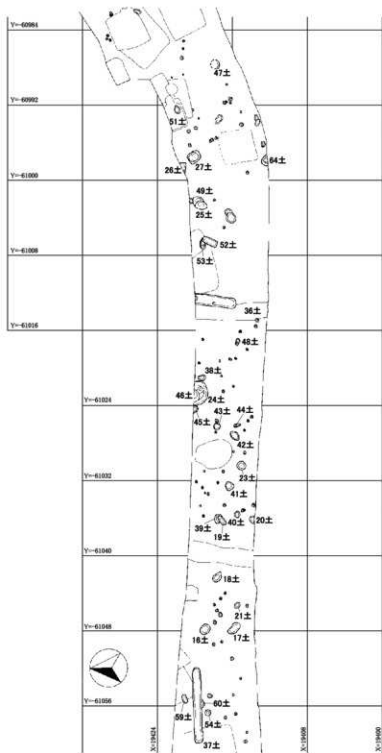 Y=-60984
47土
Y=-60992
51土
27土
64土
26土
Y=-61000
49土
25土
52土
53土
Y=-61008
36土
Y=-61016
48土
38土
46土
24土
Y=-61024
45土
43土
44土
42土
23土
Y=-61032
41土
39土
40土
20土
19土
Y=-61040
18土
21土
Y=-61048
16土
17土
59土
60土
Y=-61056
54土
37土
X=19424
X=19408
X=19400